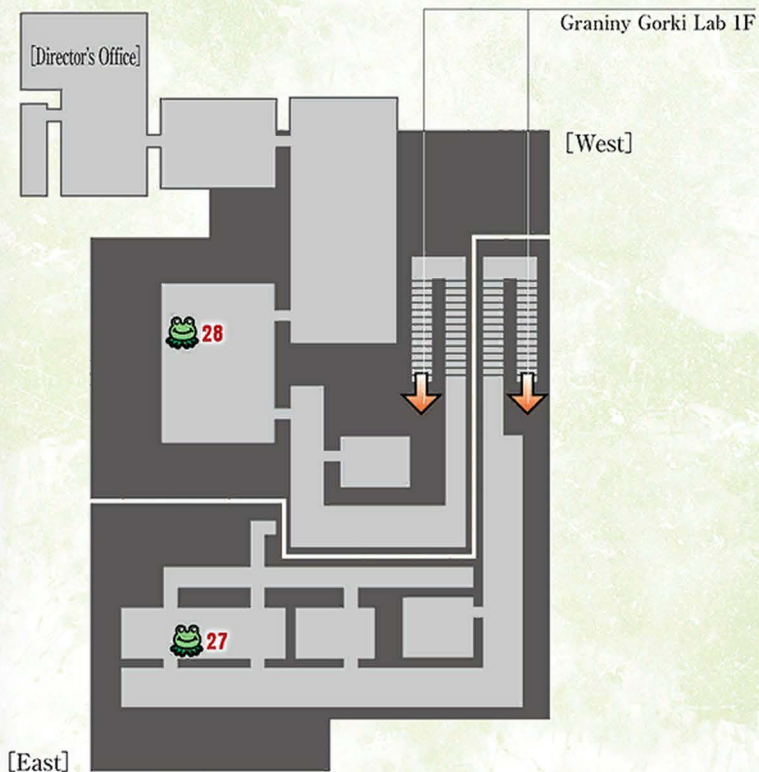 Graniny Gorki Lab 1F
[Director's Office]
[West]
28
27
[East]